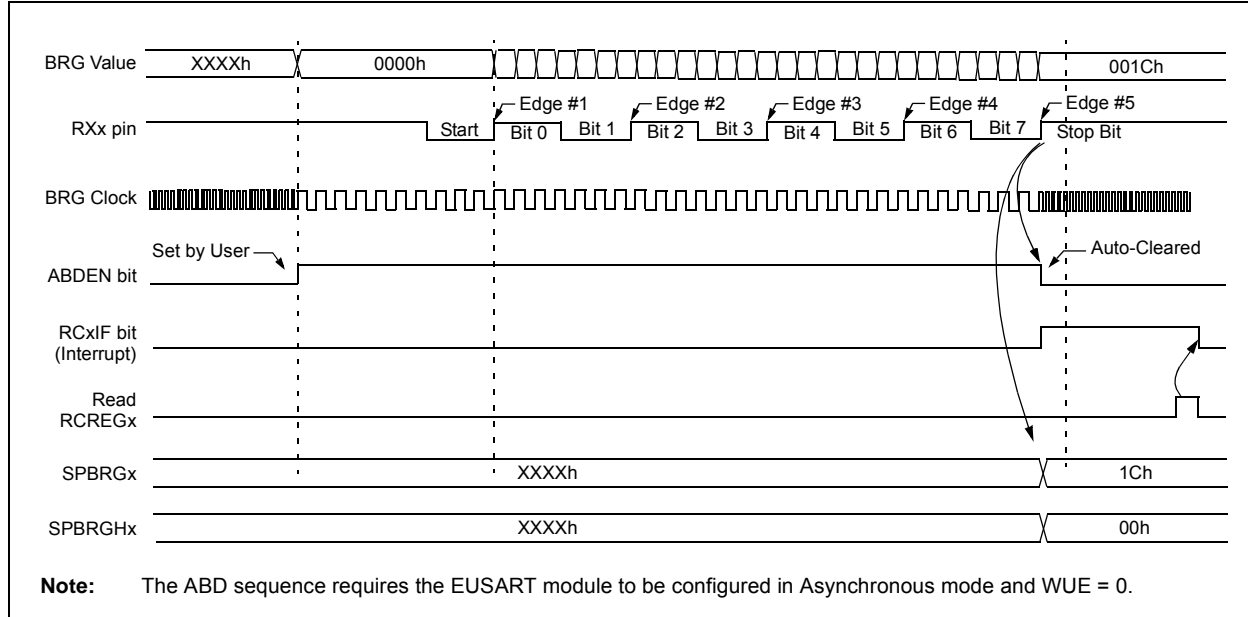 BRG Value XXXXh 0000h 001Ch
Edge #1 Edge #2 Edge #3 Edge #4 Edge #5
RXx pin Start Bit 0 Bit 1 Bit 2 Bit 3 Bit 4 Bit 5 Bit 6 Bit 7 Stop Bit
BRG Clock
Set by User Auto-Cleared
ABDEN bit
RCxIF bit
(Interrupt)
Read
RCREGx
SPBRGx XXXXh 1Ch
SPBRGHx XXXXh 00h
Note: The ABD sequence requires the EUSART module to be configured in Asynchronous mode and WUE = 0.